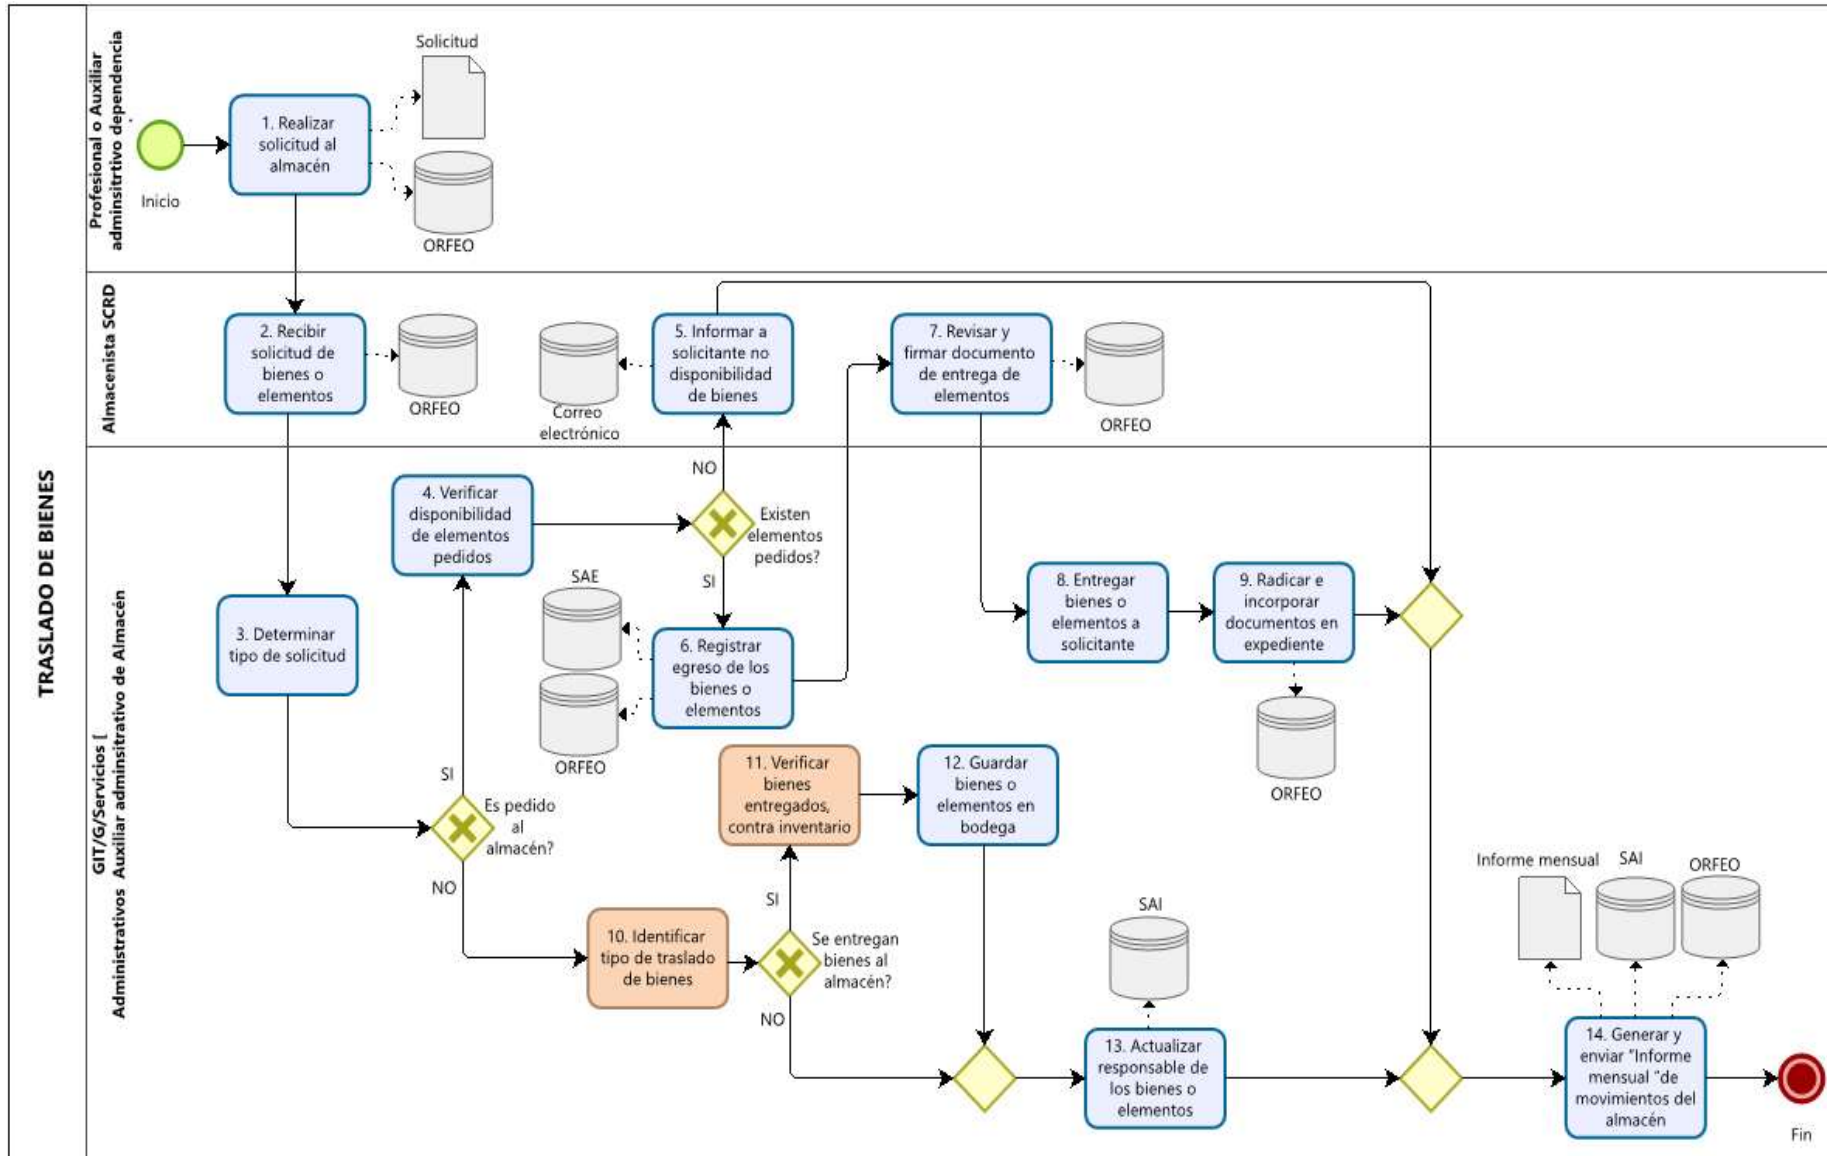 TRASLADO DE BIENES
Profesional o Auxiliar
adminsitrtivo dependencia
Inicio
1. Realizar
solicitud al
almacén
Solicitud
ORFEO
Almacenista SCRD
2. Recibir
solicitud de
bienes o
elementos
ORFEO
Correo
electrónico
5. Informar a
solicitante no
disponibilidad
de bienes
7. Revisar y
firmar documento
de entrega de
elementos
ORFEO
GIT/G/Servicios [
Administrativos Auxiliar adminsitrativo de Almacén
3. Determinar
tipo de solicitud
4. Verificar
disponibilidad
de elementos
pedidos
NO
Existen
elementos
pedidos?
SI
SAE
ORFEO
6. Registrar
egreso de los
bienes o
elementos
8. Entregar
bienes o
elementos a
solicitante
9. Radicar e
incorporar
documentos en
expediente
ORFEO
SI
Es pedido
al
almacén?
NO
10. Identificar
tipo de traslado
de bienes
11. Verificar
bienes
entregados,
contra inventario
12. Guardar
bienes o
elementos en
bodega
SI
Se entregan
bienes al
almacén?
NO
SAI
13. Actualizar
responsable de
los bienes o
elementos
Informe mensual
SAI
ORFEO
14. Generar y
enviar "Informe
mensual "de
movimientos del
almacén
Fin